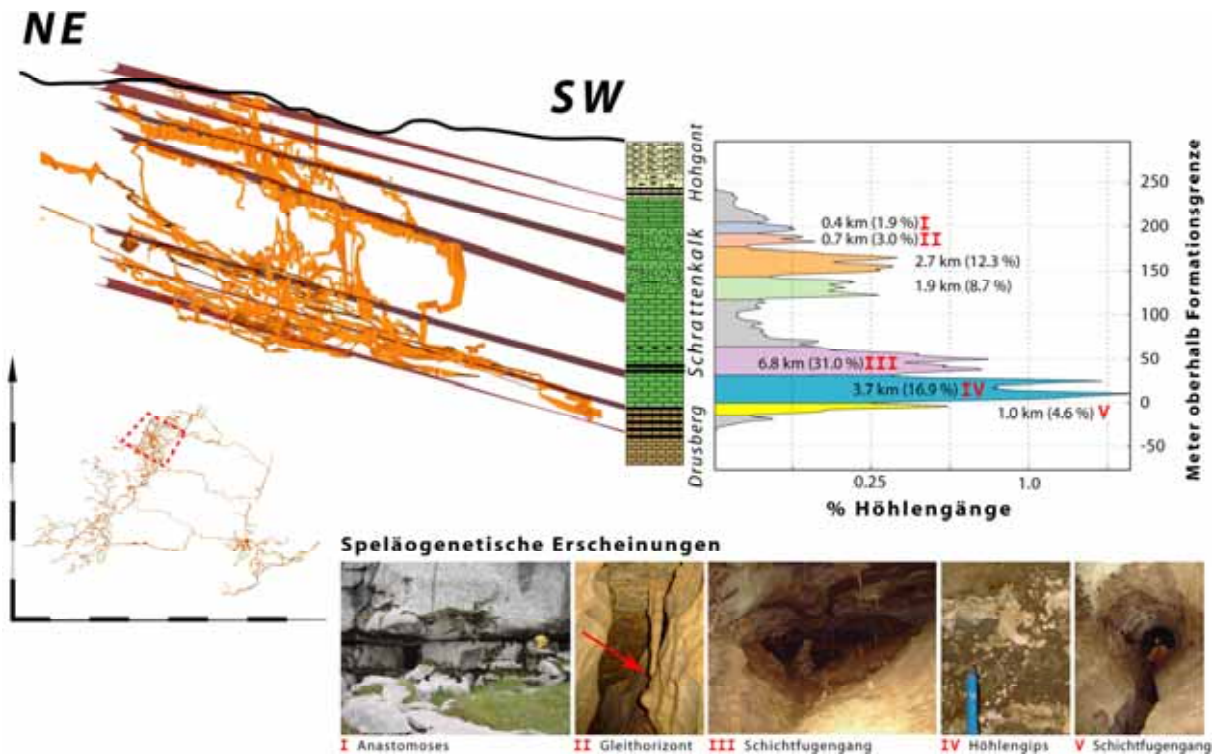 NE
SW
Hohgant
Schrattenkalk
Drusberg
0.4 km (1.9 %) I
0.7 km (3.0 %) II
2.7 km (12.3 %)
1.9 km (8.7 %)
6.8 km (31.0 %) III
3.7 km (16.9 %) IV
1.0 km (4.6 %) V
250
200
150
100
50
0
-50
Meter oberhalb Formationsgrenze
0.25
1.0
% Höhlengänge
Speläogenetische Erscheinungen
I Anastomoses
II Gleithorizont
III Schichtfugengang
IV Höhlengips
V Schichtfugengang